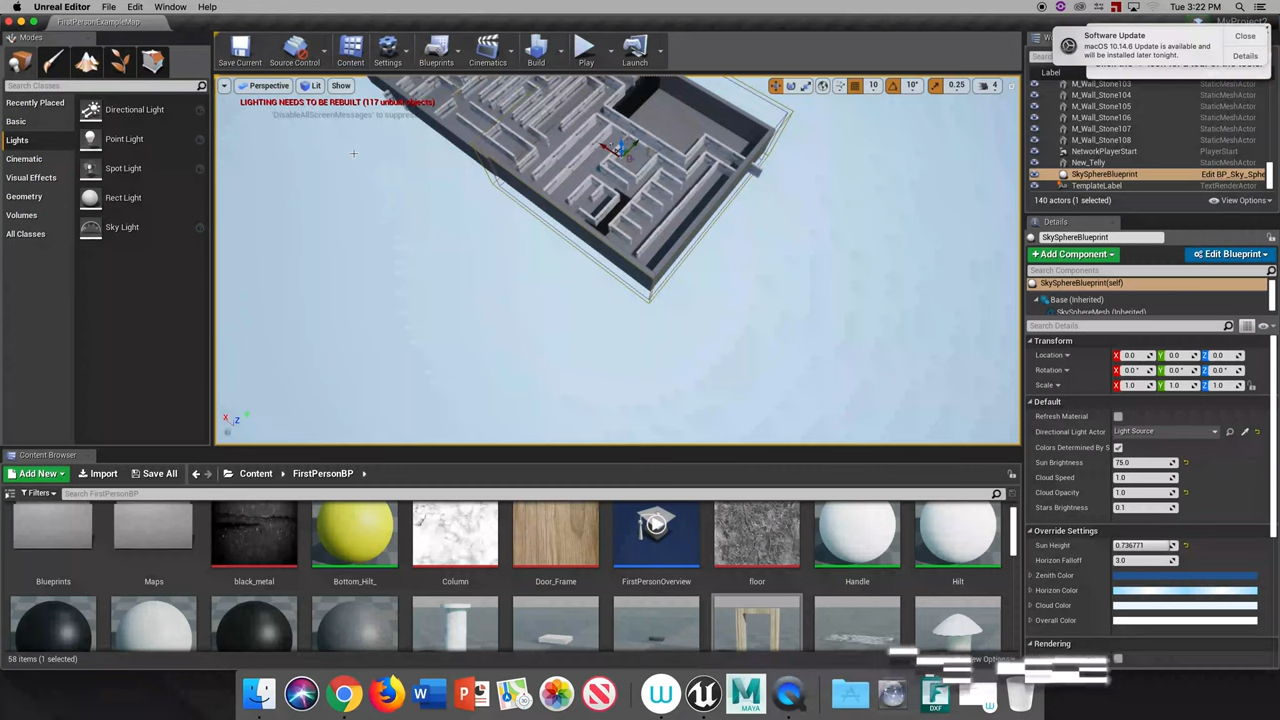 Unreal Editor File Edit Window Help
Tue 3:22 PM
FirstPersonExampleMap
MyProject2
Software Update
macOS 10.14.6 Update is available and will be installed later tonight.
Close
Details
Modes
Search Classes
Recently Placed
Basic
Lights
Cinematic
Visual Effects
Geometry
Volumes
All Classes
Directional Light
Point Light
Spot Light
Rect Light
Sky Light
Save Current
Source Control
Content
Marketplace
Settings
Blueprints
Cinematics
Build
Play
Launch
Perspective
Lit
Show
10
10°
0.25
4
LIGHTING NEEDS TO BE REBUILT (117 unbuilt objects)
'DisableAllScreenMessages' to suppress
X Z
Label
M_Wall_Stone103 StaticMeshActor
M_Wall_Stone104 StaticMeshActor
M_Wall_Stone105 StaticMeshActor
M_Wall_Stone106 StaticMeshActor
M_Wall_Stone107 StaticMeshActor
M_Wall_Stone108 StaticMeshActor
NetworkPlayerStart PlayerStart
New_Telly StaticMeshActor
SkySphereBlueprint Edit BP_Sky_Sphe
TemplateLabel TextRenderActor
140 actors (1 selected)
View Options
Details
SkySphereBlueprint
Add Component
Edit Blueprint
Search Components
SkySphereBlueprint(self)
Base (Inherited)
SkySphereMesh (Inherited)
Search Details
Transform
Location X 0.0 Y 0.0 Z 0.0
Rotation X 0.0° Y 0.0° Z 0.0°
Scale X 1.0 Y 1.0 Z 1.0
Default
Refresh Material
Directional Light Actor Light Source
Colors Determined By S
Sun Brightness 75.0
Cloud Speed 1.0
Cloud Opacity 1.0
Stars Brightness 0.1
Override Settings
Sun Height 0.736771
Horizon Falloff 3.0
Zenith Color
Horizon Color
Cloud Color
Overall Color
Rendering
Content Browser
Add New
Import
Save All
Content
FirstPersonBP
Filters
Search FirstPersonBP
Blueprints
Maps
black_metal
Bottom_Hilt_
Column
Door_Frame
FirstPersonOverview
floor
Handle
Hilt
58 items (1 selected)
MAYA
DXF